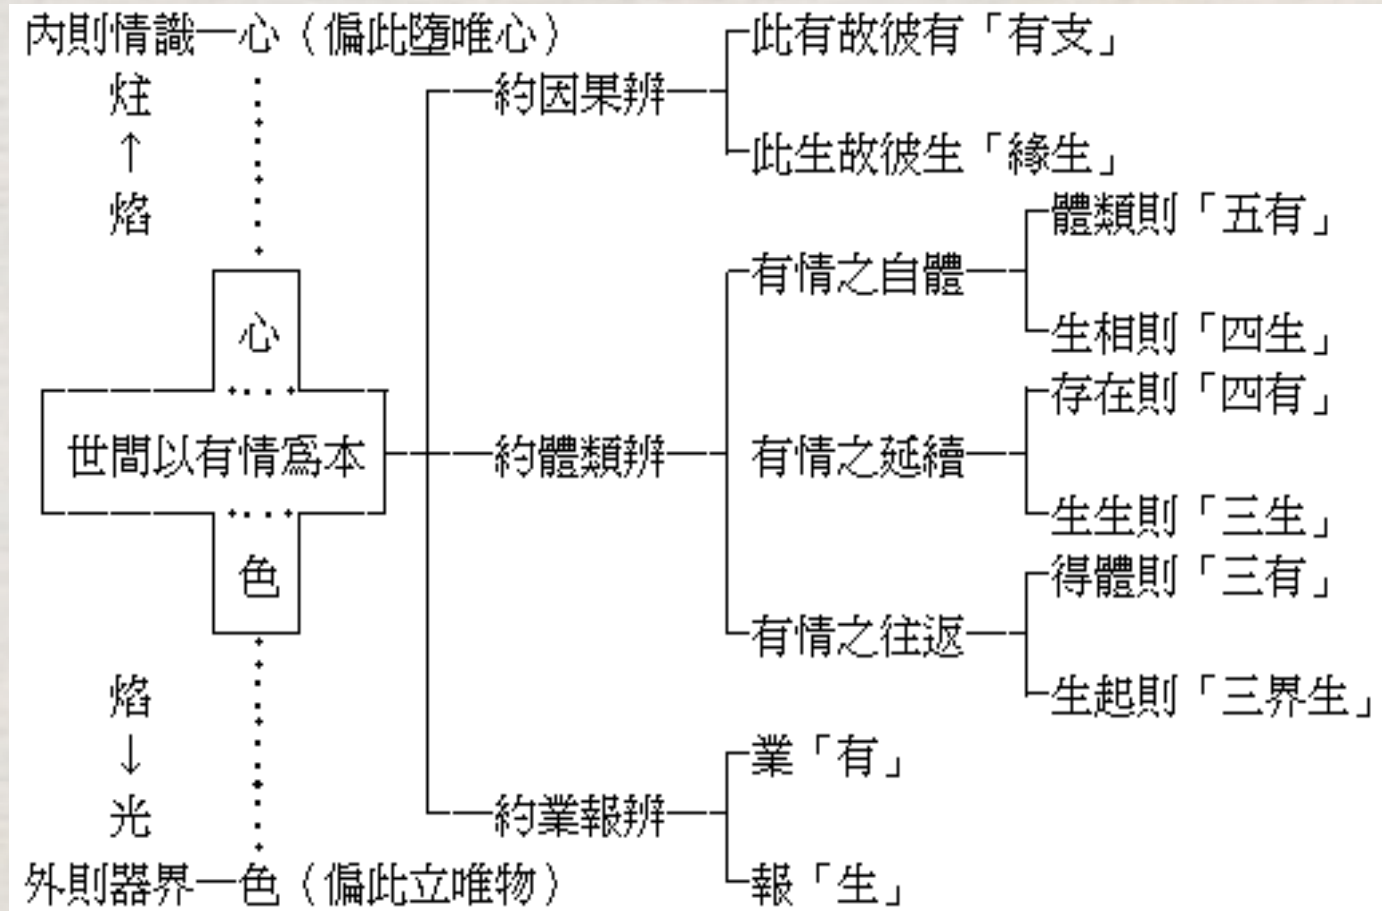 內則情識—心（偏此墮唯心）
炷
↑
焰
心
世間以有情爲本
色
焰
↓
光
外則器界—色（偏此立唯物）
約因果辨
此有故彼有「有支」
此生故彼生「緣生」
約體類辨
有情之自體
體類則「五有」
生相則「四生」
有情之延續
存在則「四有」
生生則「三生」
有情之往返
得體則「三有」
生起則「三界生」
約業報辨
業「有」
報「生」